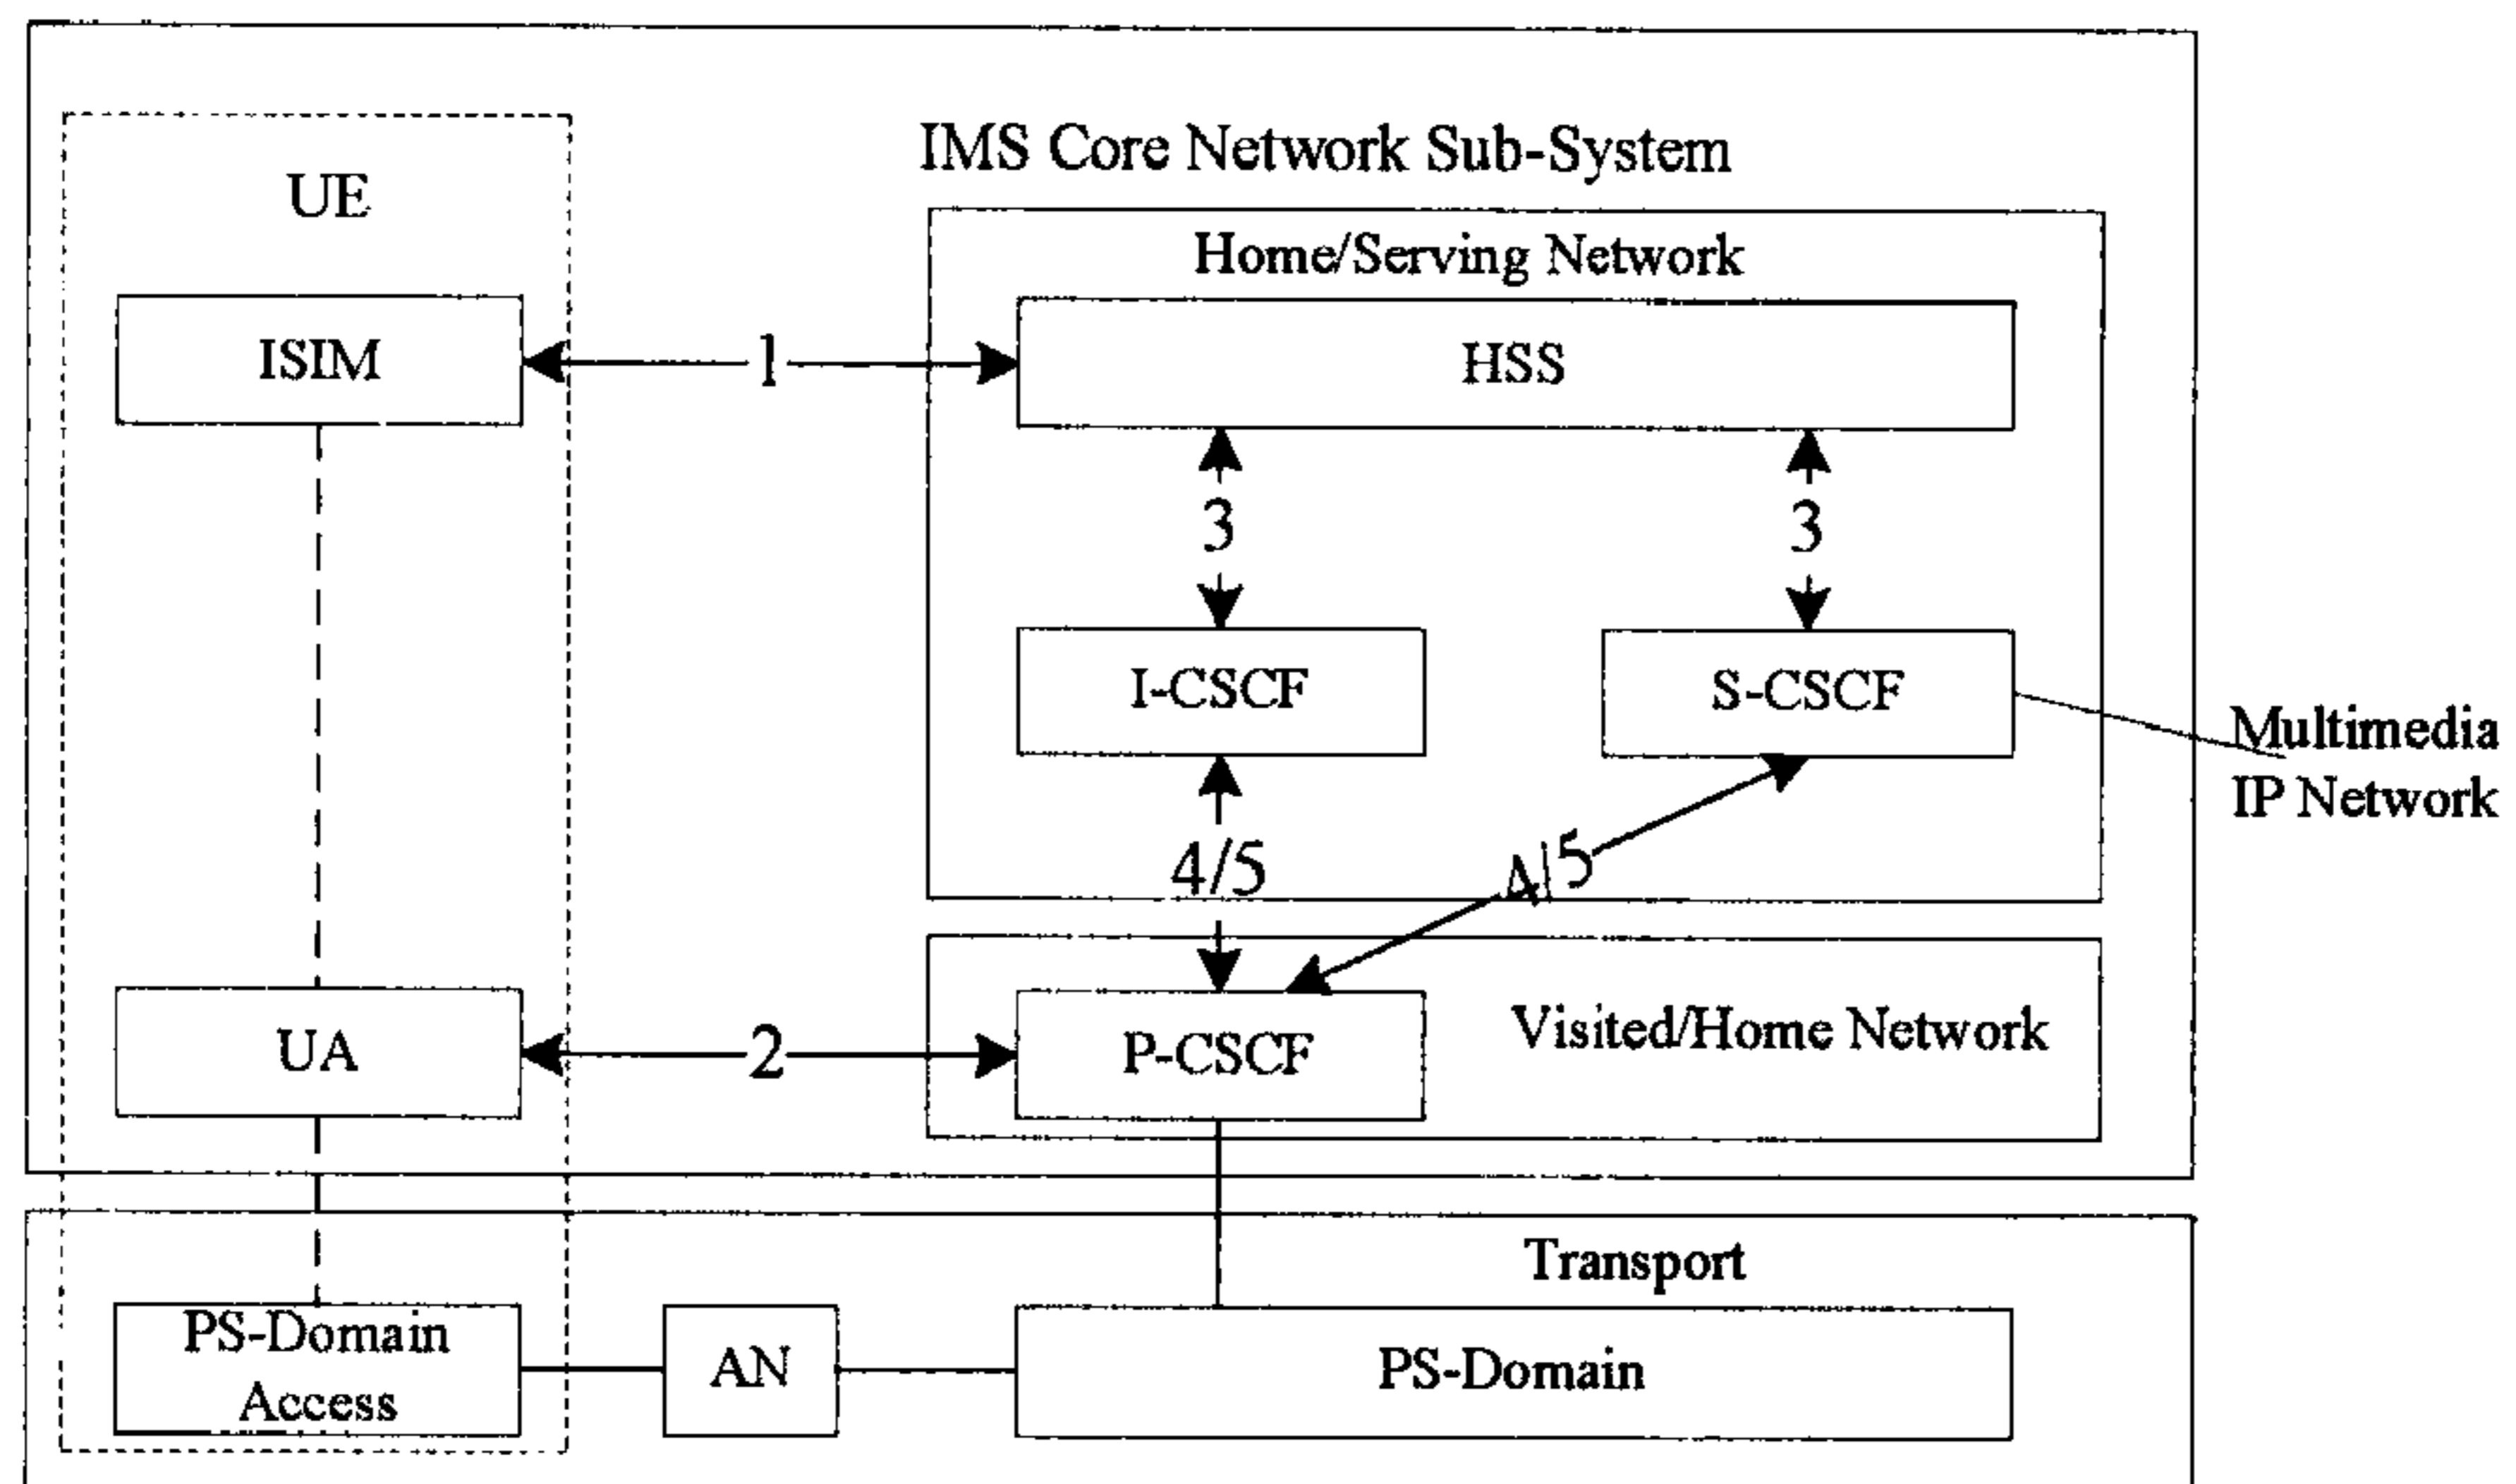 IMS Core Network Sub-System
UE
Home/Serving Network
ISIM
1
HSS
3
3
I-CSCF
S-CSCF
Multimedia
IP Network
4/5
4/5
UA
2
P-CSCF
Visited/Home Network
Transport
PS-Domain
Access
AN
PS-Domain